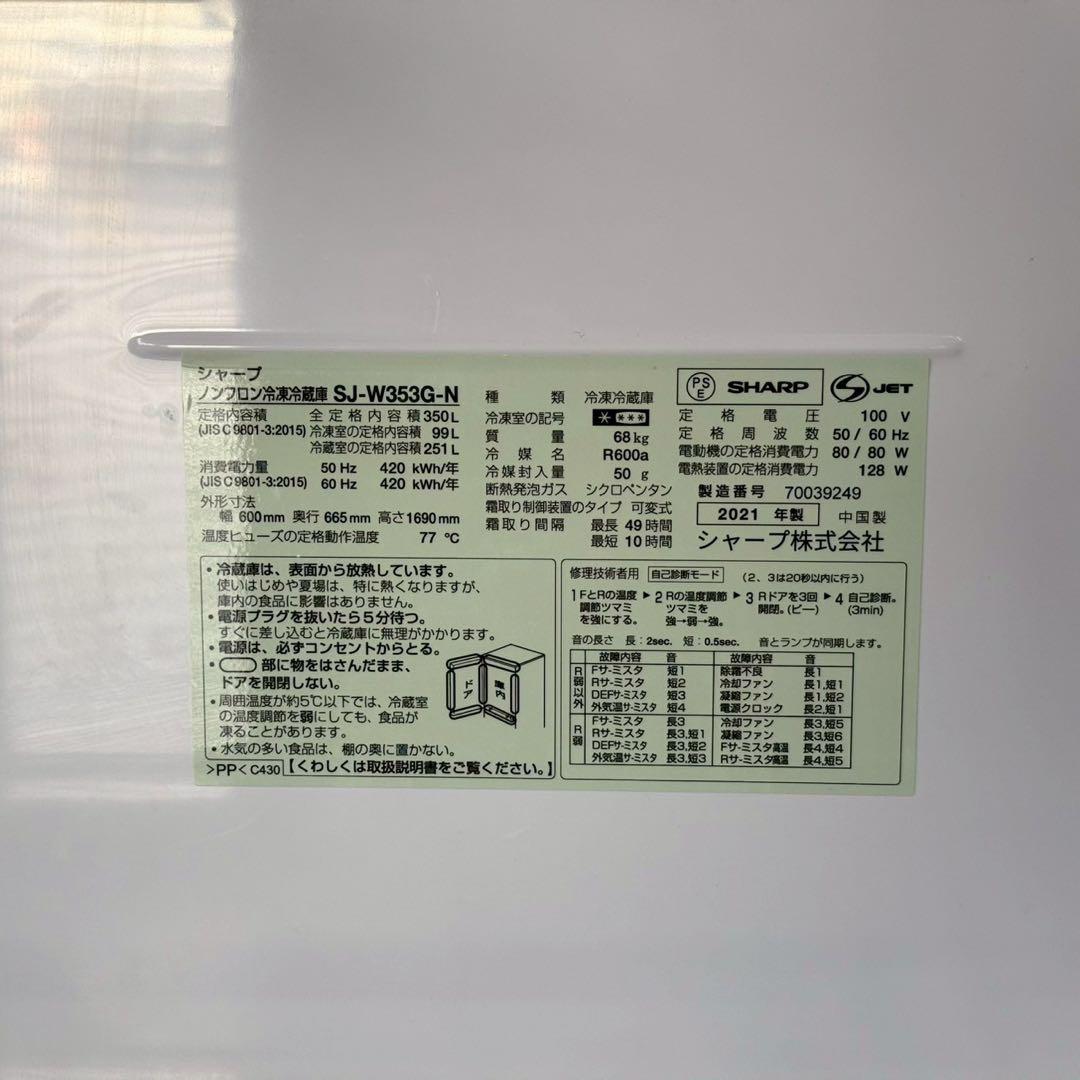 シャープ
ノンフロン冷凍冷蔵庫 SJ-W353G-N
定格内容積 全定格内容積 350L
(JIS C 9801-3:2015) 冷凍室の定格内容積 99L
冷蔵室の定格内容積 251L
消費電力量 50 Hz 420 kWh/年
(JIS C9801-3:2015) 60 Hz 420 kWh/年
外形寸法
幅 600mm 奥行 665mm 高さ1690mm
温度ヒューズの定格動作温度 77 ℃
種類 冷凍冷蔵庫
冷凍室の記号 ****
質量 68kg
冷媒名 R600a
冷媒封入量 50 g
断熱発泡ガス シクロペンタン
霜取り制御装置のタイプ 可変式
霜取り間隔 最長 49時間
最短 10時間
PSE SHARP S JET
定格電圧 100 V
定格周波数 50/60 Hz
電動機の定格消費電力 80/80 W
電熱装置の定格消費電力 128 W
製造番号 70039249
2021 年製 中国製
シャープ株式会社
・冷蔵庫は、表面から放熱しています。
使いはじめや夏場は、特に熱くなりますが、
庫内の食品に影響はありません。
・電源プラグを抜いたら5分待つ。
すぐに差し込むと冷蔵庫に無理がかかります。
・電源は、必ずコンセントからとる。
・部に物をはさんだまま、
ドアを開閉しない。
・周囲温度が約5℃以下では、冷蔵室
の温度調節を弱にしても、食品が
凍ることがあります。
・水気の多い食品は、棚の奥に置かない。
ドア 庫内
>PP< C430 【くわしくは取扱説明書をご覧ください。】
修理技術者用 自己診断モード (2、3は20秒以内に行う)
1 FとRの温度調節ツマミを強にする。 ▶ 2 Rの温度調節ツマミを強→弱→強。 ▶ 3 Rドアを3回開閉。(ピー) ▶ 4 自己診断。(3min)
音の長さ 長：2sec. 短：0.5sec. 音とランプが同期します。
故障内容 音 故障内容 音
R弱以外 Fサーミスタ 短1 除霜不良 長1
Rサーミスタ 短2 冷却ファン 長1,短1
DEFサーミスタ 短3 凝縮ファン 長1,短2
外気温サーミスタ 短4 電源クロック 長2,短1
R弱 Fサーミスタ 長3 冷却ファン 長3,短5
Rサーミスタ 長3,短1 凝縮ファン 長3,短6
DEFサーミスタ 長3,短2 Fサーミスタ高温 長4,短4
外気温サーミスタ 長3,短3 Rサーミスタ高温 長4,短5